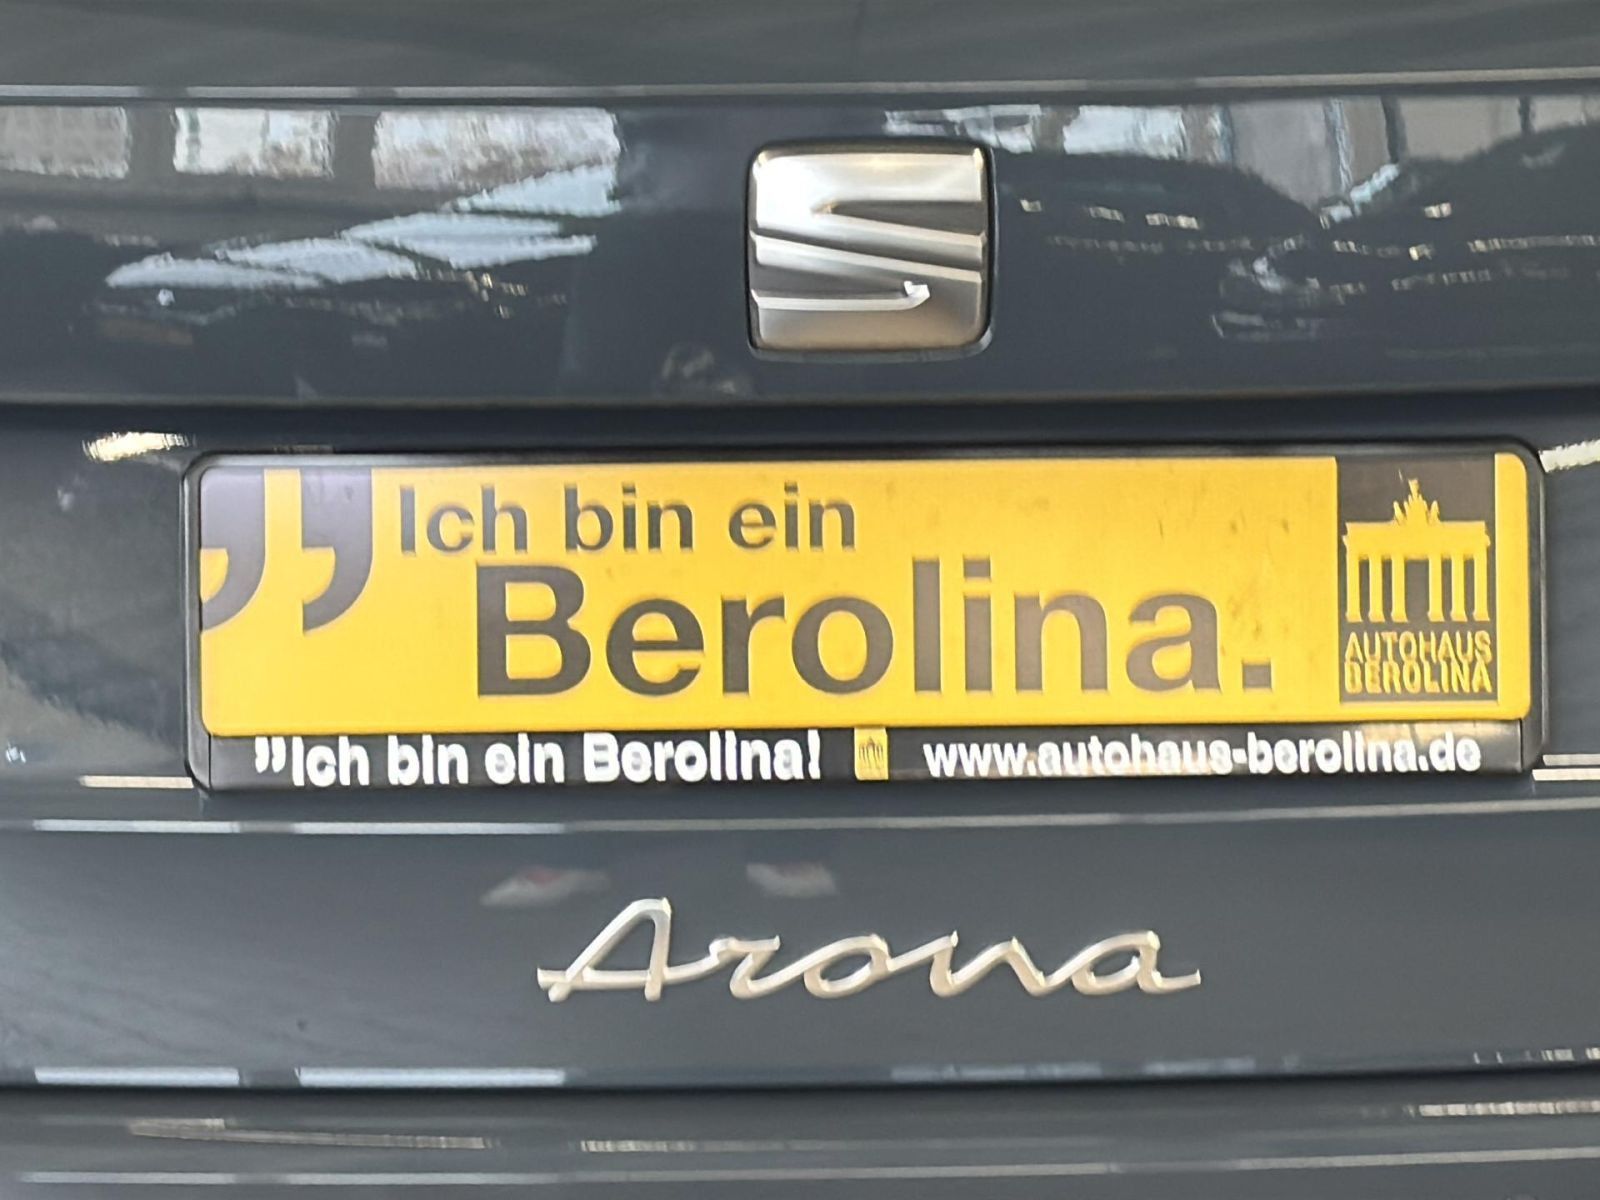 „Ich bin ein
Berolina.
AUTOHAUS
BEROLINA
"Ich bin ein Berolina!
www.autohaus-berolina.de
Arona